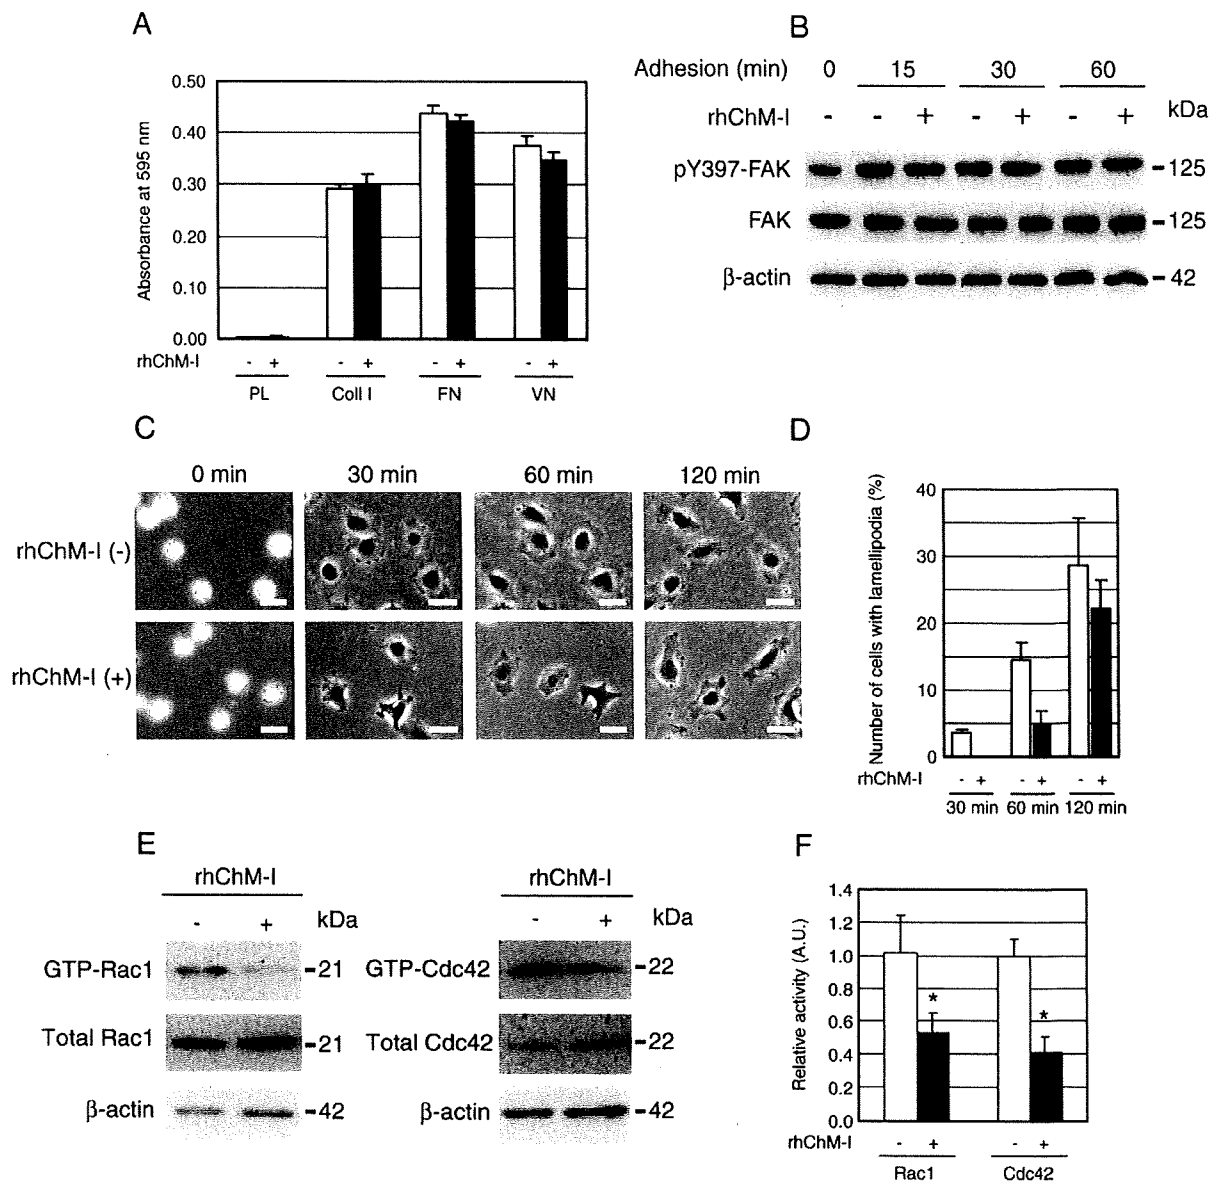 A
Absorbance at 595 nm
0.50
0.40
0.30
0.20
0.10
0.00
rhChM-I - + - + - + - +
PL Coll I FN VN
B
Adhesion (min) 0 15 30 60
rhChM-I - - + - + - + kDa
pY397-FAK -125
FAK -125
β-actin -42
C
0 min 30 min 60 min 120 min
rhChM-I (-)
rhChM-I (+)
D
Number of cells with lamellipodia (%)
40
30
20
10
0
rhChM-I - + - + - +
30 min 60 min 120 min
E
rhChM-I
- + kDa
GTP-Rac1 -21
Total Rac1 -21
β-actin -42
rhChM-I
- + kDa
GTP-Cdc42 -22
Total Cdc42 -22
β-actin -42
F
Relative activity (A.U.)
1.4
1.2
1.0
0.8
0.6
0.4
0.2
0.0
* *
rhChM-I - + - +
Rac1 Cdc42